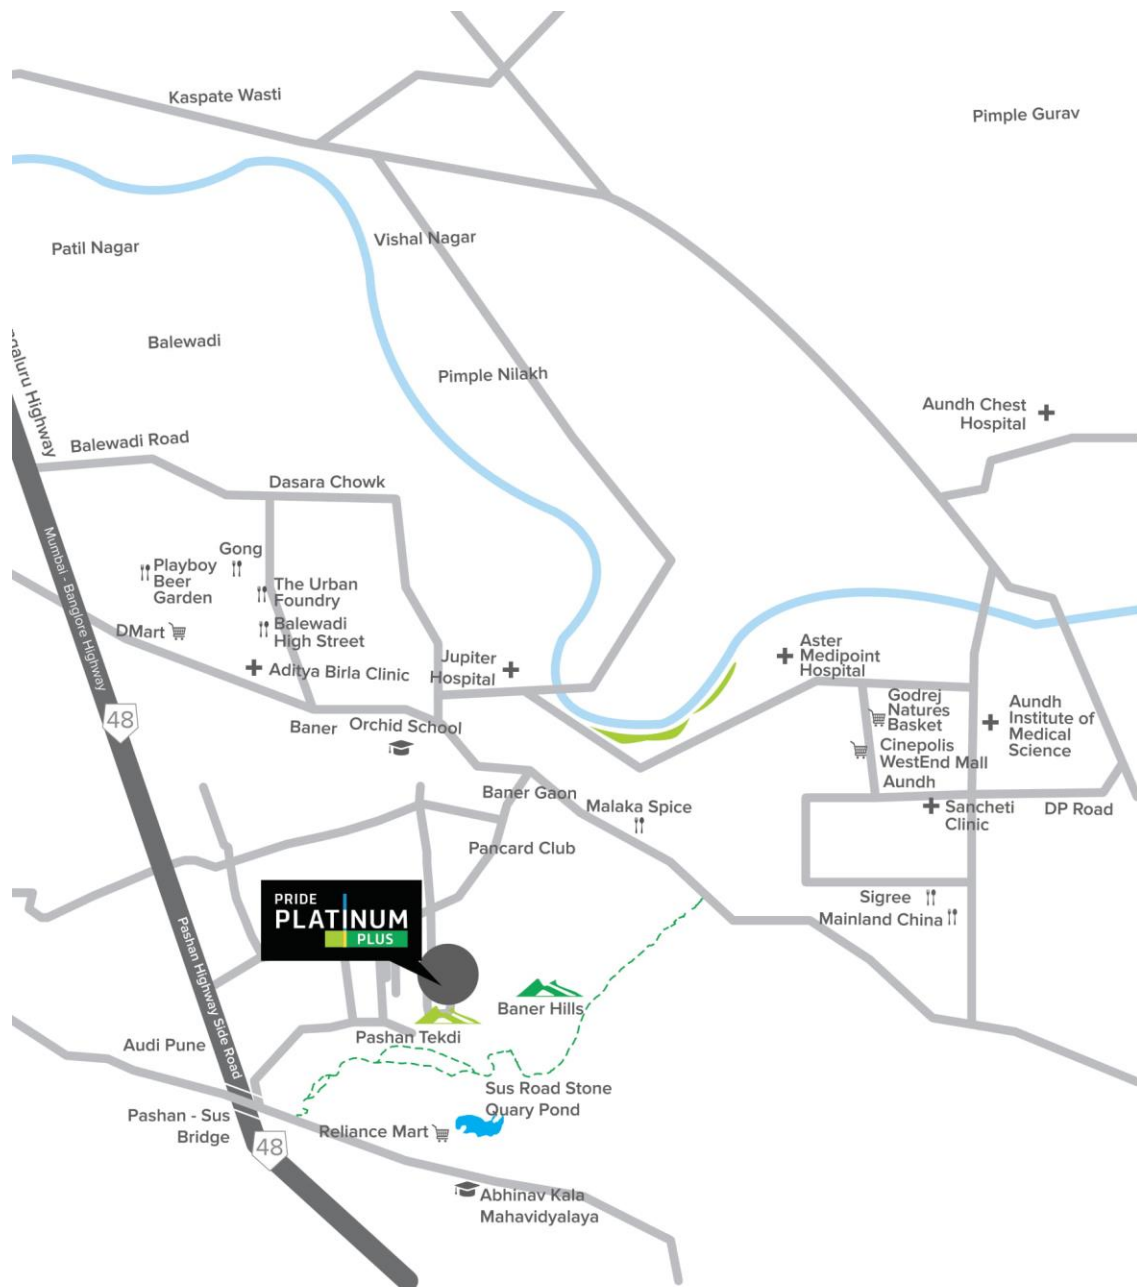 Kaspate Wasti
Pimple Gurav
Vishal Nagar
Patil Nagar
Balewadi
Pimple Nilakh
galuru Highway
Aundh Chest
Hospital
Balewadi Road
Dasara Chowk
Mumbai - Banglore Highway
Gong
Playboy
Beer
Garden
The Urban
Foundry
DMart
Balewadi
High Street
Aditya Birla Clinic
Jupiter
Hospital
Aster
Medipoint
Hospital
Godrej
Natures
Basket
Aundh
Institute of
Medical
Science
48
Baner
Orchid School
Cinepolis
WestEnd Mall
Aundh
Baner Gaon
Malaka Spice
Sancheti
Clinic
DP Road
Pancard Club
PRIDE
PLATINUM
PLUS
Sigree
Mainland China
Pashan Highway Side Road
Baner Hills
Pashan Tekdi
Audi Pune
Sus Road Stone
Quary Pond
Pashan - Sus
Bridge
Reliance Mart
48
Abhinav Kala
Mahavidyalaya